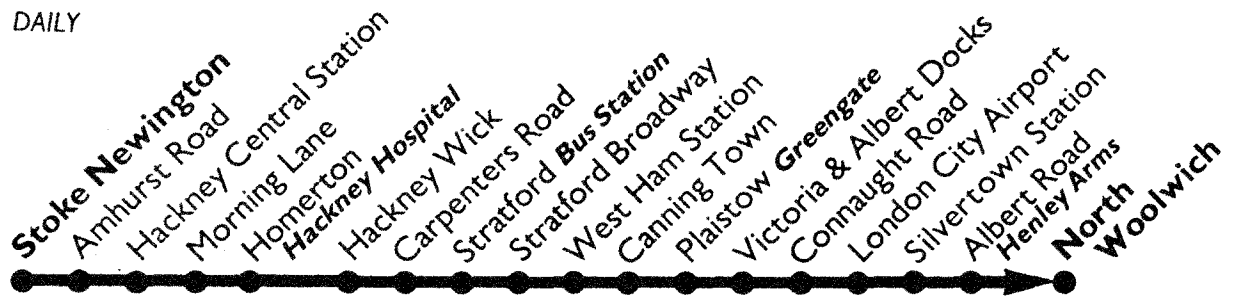 DAILY
Stoke Newington
Amhurst Road
Hackney Central Station
Morning Lane
Homerton
Hackney Hospital
Hackney Wick
Carpenters Road
Stratford Bus Station
Stratford Broadway
West Ham Station
Canning Town
Plaistow Greengate
Victoria & Albert Docks
Connaught Road
London City Airport
Silvertown Station
Albert Road
Henley Arms
North
Woolwich